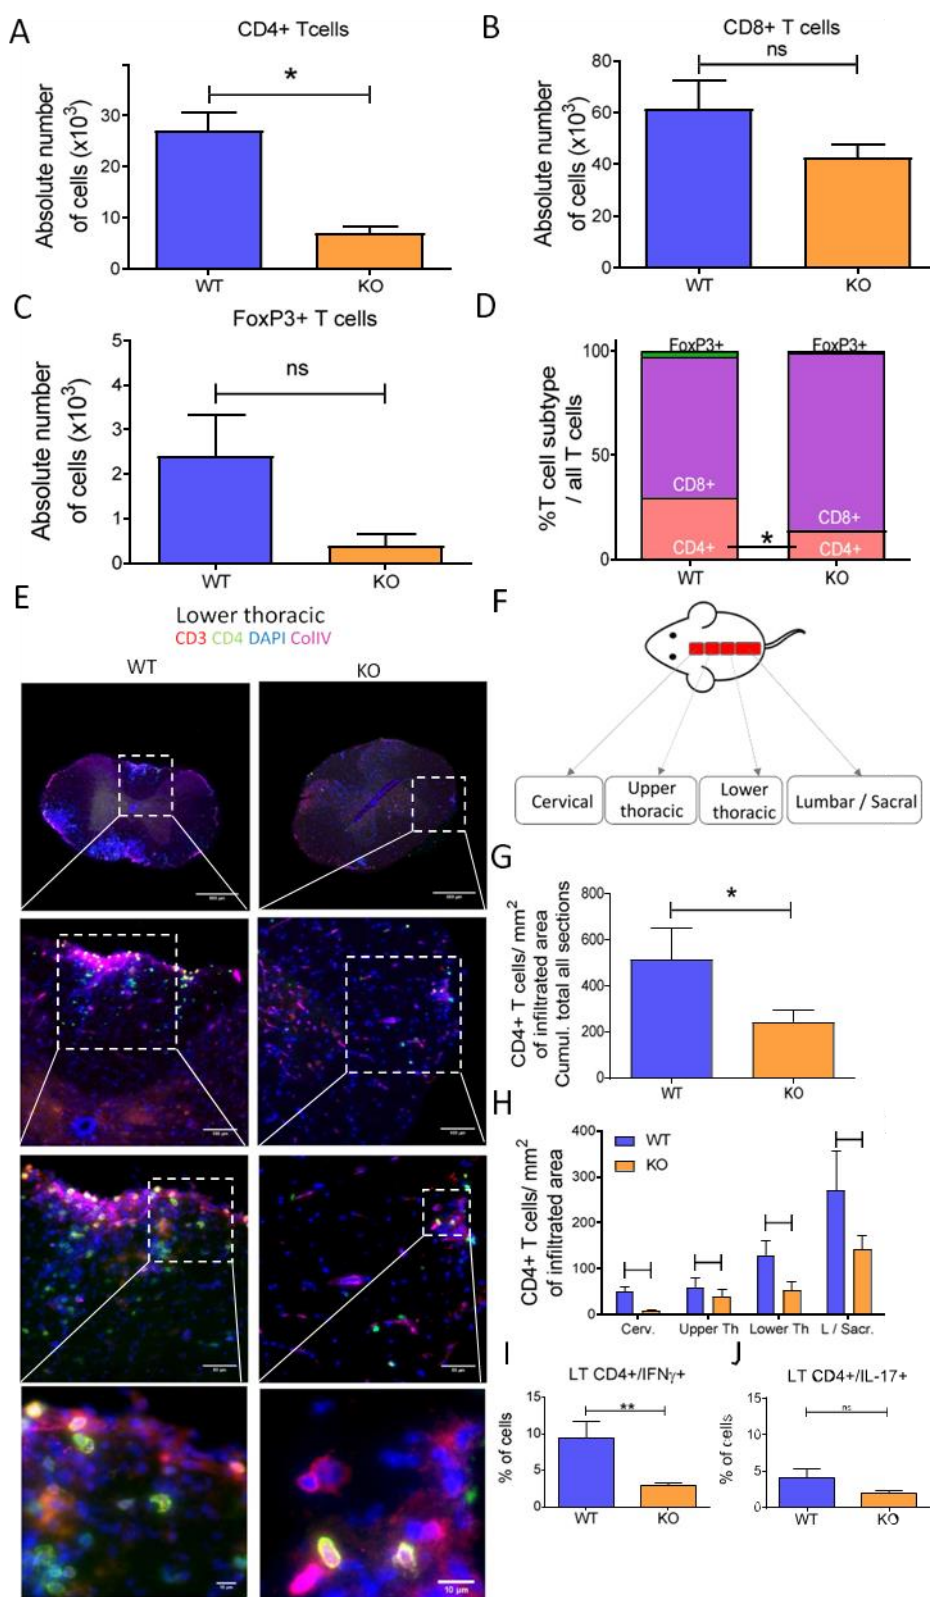 A
CD4+ Tcells
*
Absolute number
of cells (x10³)
30
20
10
0
WT
KO
B
CD8+ T cells
ns
Absolute number
of cells (x10³)
80
60
40
20
0
WT
KO
C
FoxP3+ T cells
ns
Absolute number
of cells (x10³)
5
4
3
2
1
0
WT
KO
D
%T cell subtype
/ all T cells
100
50
0
FoxP3+
FoxP3+
CD8+
CD8+
CD4+
*
CD4+
WT
KO
E
Lower thoracic
CD3 CD4 DAPI ColIV
WT
KO
10 µm
F
Cervical
Upper
thoracic
Lower
thoracic
Lumbar / Sacral
G
*
CD4+ T cells/ mm²
of infiltrated area
Cumul. total all sections
800
600
400
200
0
WT
KO
H
WT
KO
CD4+ T cells/ mm²
of infiltrated area
400
300
200
100
0
Cerv.
Upper Th
Lower Th
L / Sacr.
I
LT CD4+/IFNγ+
**
% of cells
15
10
5
0
WT
KO
J
LT CD4+/IL-17+
ns
% of cells
15
10
5
0
WT
KO